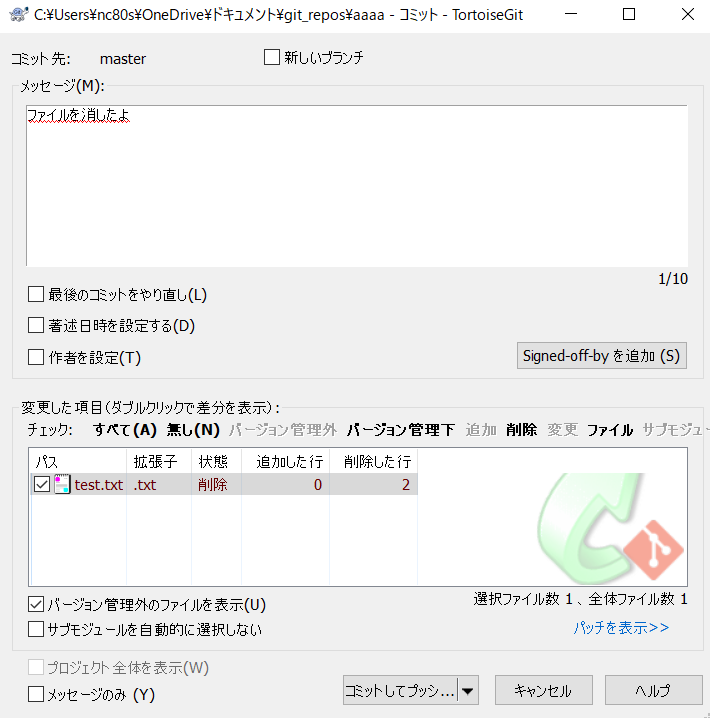 C:¥Users¥nc80s¥OneDrive¥ドキュメント¥git_repos¥aaaa - コミット - TortoiseGit
コミット先: master 新しいブランチ
メッセージ(M):
ファイルを消したよ
1/10
最後のコミットをやり直し(L)
著述日時を設定する(D)
作者を設定(T)
Signed-off-by を追加 (S)
変更した項目(ダブルクリックで差分を表示):
チェック: すべて(A) 無し(N) バージョン管理外 バージョン管理下 追加 削除 変更 ファイル サブモジュー
パス 拡張子 状態 追加した行 削除した行
test.txt .txt 削除 0 2
バージョン管理外のファイルを表示(U)
選択ファイル数 1 、全体ファイル数 1
サブモジュールを自動的に選択しない
パッチを表示>>
プロジェクト全体を表示(W)
メッセージのみ (Y)
コミットしてプッシ... キャンセル ヘルプ